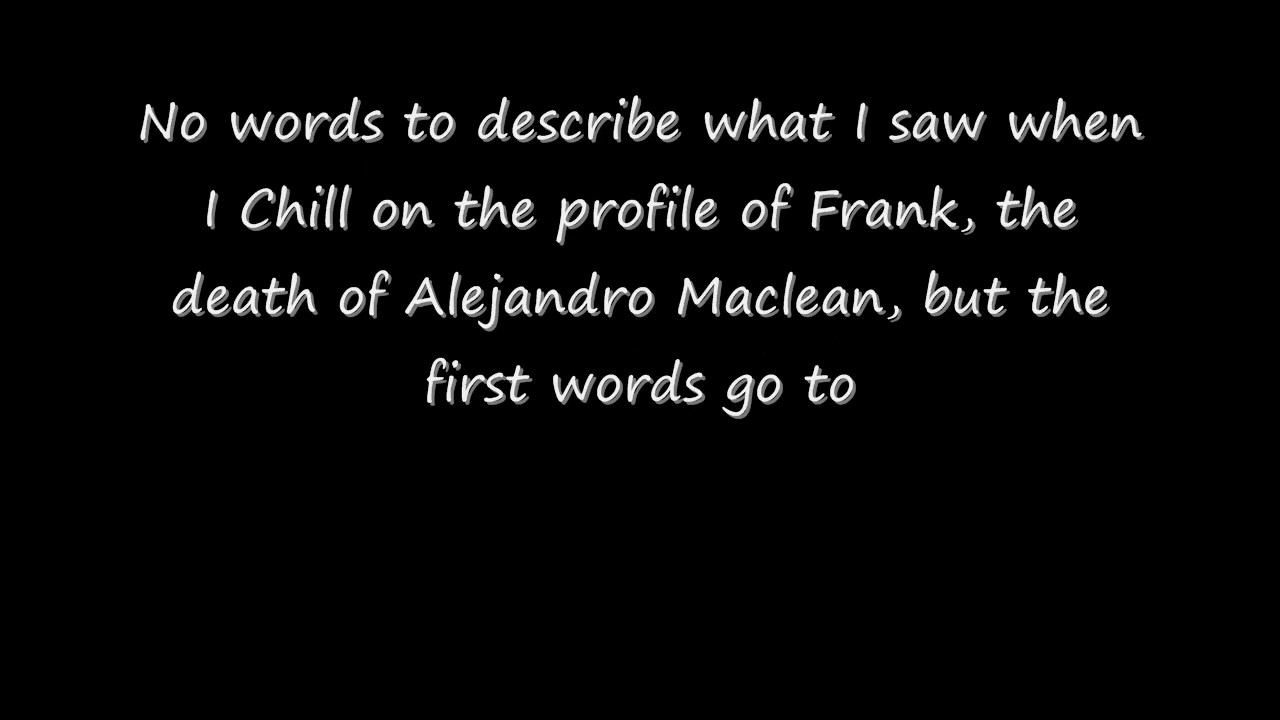 No words to describe what I saw when
I Chill on the profile of Frank, the
death of Alejandro Maclean, but the
first words go to